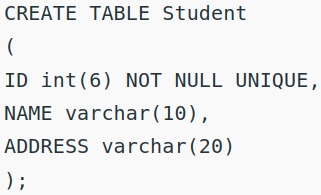 CREATE TABLE Student
(
ID int(6) NOT NULL UNIQUE,
NAME varchar(10),
ADDRESS varchar(20)
);